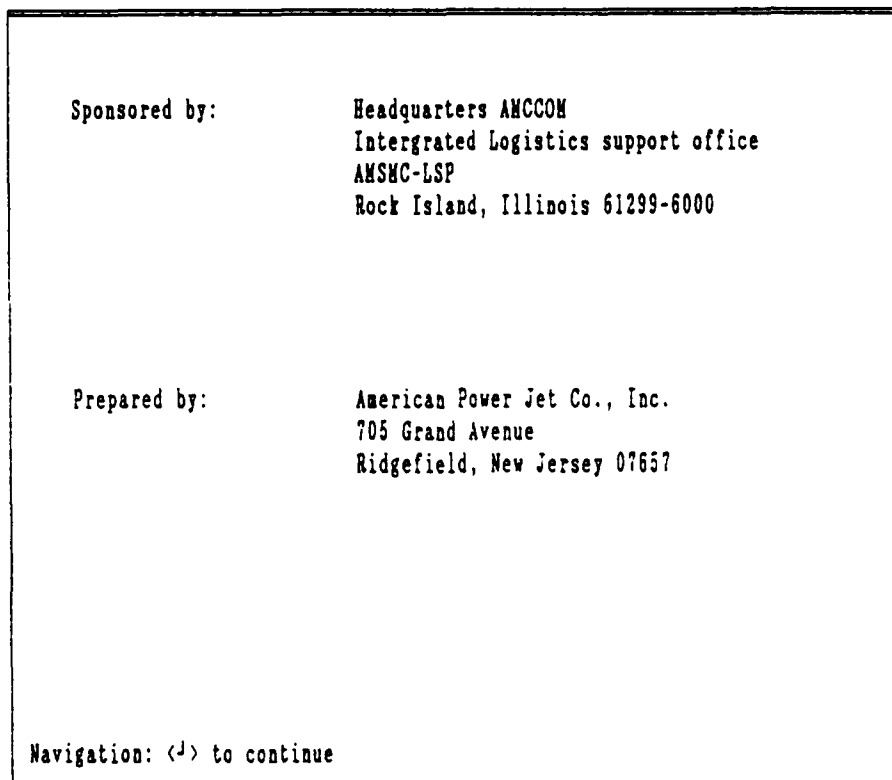 Sponsored by: Headquarters AMCCOM
Intergrated Logistics support office
AMSMC-LSP
Rock Island, Illinois 61299-6000
Prepared by: American Power Jet Co., Inc.
705 Grand Avenue
Ridgefield, New Jersey 07657
Navigation: <┘> to continue